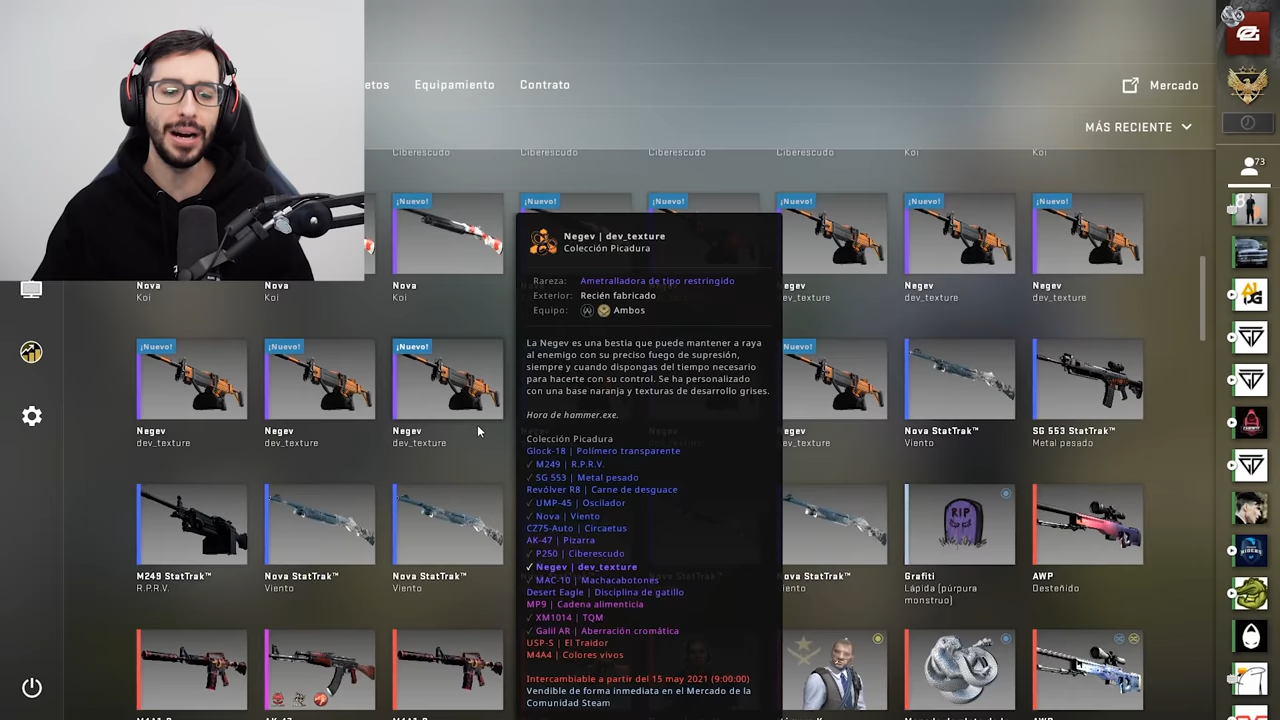 etos
Equipamiento
Contrato
Mercado
MÁS RECIENTE
73
Ciberescudo
Ciberescudo
Ciberescudo
Ciberescudo
Koi
Koi
¡Nuevo!
¡Nuevo!
¡Nuevo!
¡Nuevo!
¡Nuevo!
¡Nuevo!
Nova
Koi
Nova
Koi
Nova
Koi
Negev
dev_texture
Negev
dev_texture
Negev
dev_texture
Negev | dev_texture
Colección Picadura
Rareza: Ametralladora de tipo restringido
Exterior: Recién fabricado
Equipo: Ambos
La Negev es una bestia que puede mantener a raya
al enemigo con su preciso fuego de supresión,
siempre y cuando dispongas del tiempo necesario
para hacerte con su control. Se ha personalizado
con una base naranja y texturas de desarrollo grises.
Hora de hammer.exe.
Colección Picadura
Glock-18 | Polímero transparente
✓ M249 | R.P.R.V.
✓ SG 553 | Metal pesado
Revólver R8 | Carne de desguace
✓ UMP-45 | Oscilador
✓ Nova | Viento
CZ75-Auto | Circaetus
AK-47 | Pizarra
✓ P250 | Ciberescudo
✓ Negev | dev_texture
✓ MAC-10 | Machacabotones
Desert Eagle | Disciplina de gatillo
MP9 | Cadena alimenticia
✓ XM1014 | TQM
✓ Galil AR | Aberración cromática
USP-S | El Traidor
M4A4 | Colores vivos
Intercambiable a partir del 15 may 2021 (9:00:00)
Vendible de forma inmediata en el Mercado de la
Comunidad Steam
¡Nuevo!
¡Nuevo!
¡Nuevo!
¡Nuevo!
Negev
dev_texture
Negev
dev_texture
Negev
dev_texture
Negev
dev_texture
Nova StatTrak™
Viento
SG 553 StatTrak™
Metal pesado
M249 StatTrak™
R.P.R.V.
Nova StatTrak™
Viento
Nova StatTrak™
Viento
Nova StatTrak™
Viento
RIP
Grafiti
Lápida (púrpura
monstruo)
AWP
Desteñido